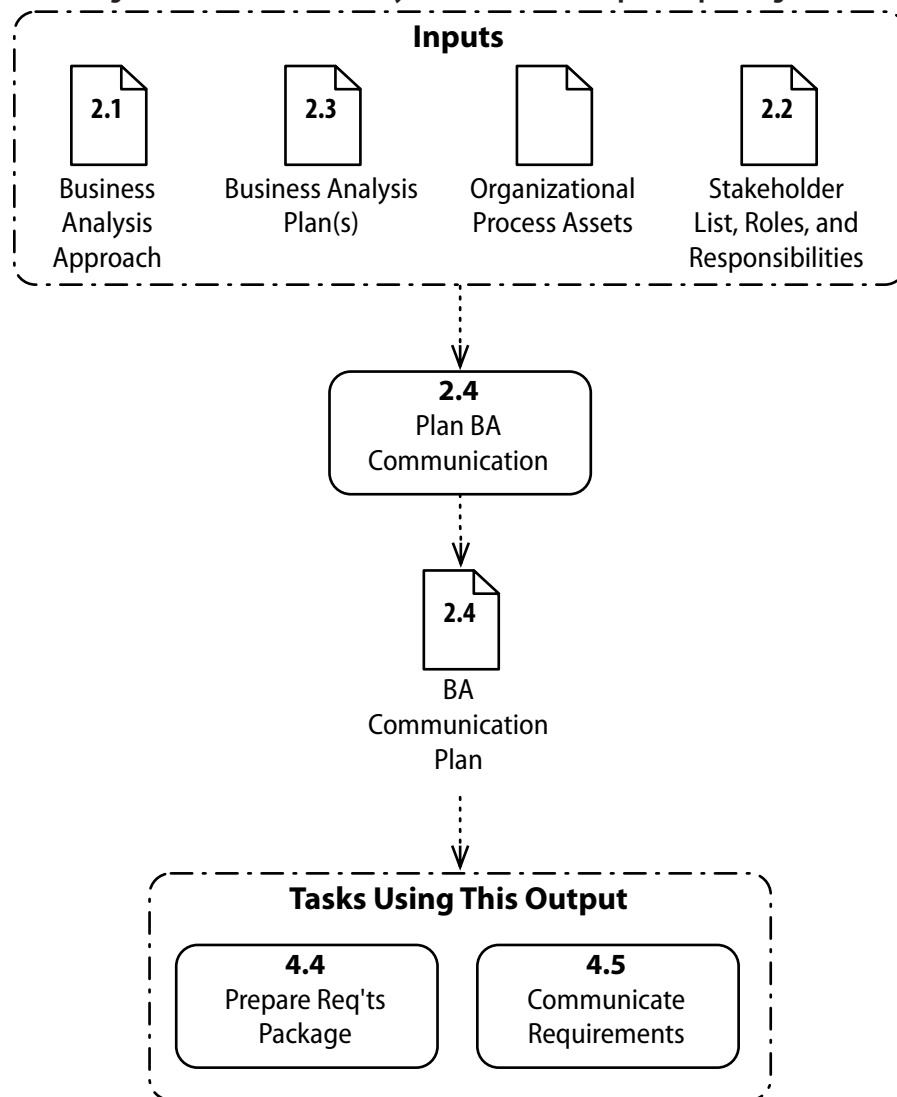 Inputs
2.1
Business
Analysis
Approach
2.3
Business Analysis
Plan(s)
Organizational
Process Assets
2.2
Stakeholder
List, Roles, and
Responsibilities
2.4
Plan BA
Communication
2.4
BA
Communication
Plan
Tasks Using This Output
4.4
Prepare Req'ts
Package
4.5
Communicate
Requirements